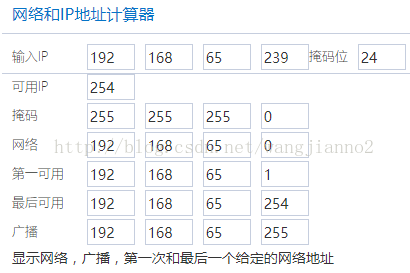 网络和IP地址计算器
输入IP 192 168 65 239 掩码位 24
可用IP 254
掩码 255 255 255 0
网络 192 168 65 0
http://blog.csdn.net/yangjianno2
第一可用 192 168 65 1
最后可用 192 168 65 254
广播 192 168 65 255
显示网络，广播，第一次和最后一个给定的网络地址